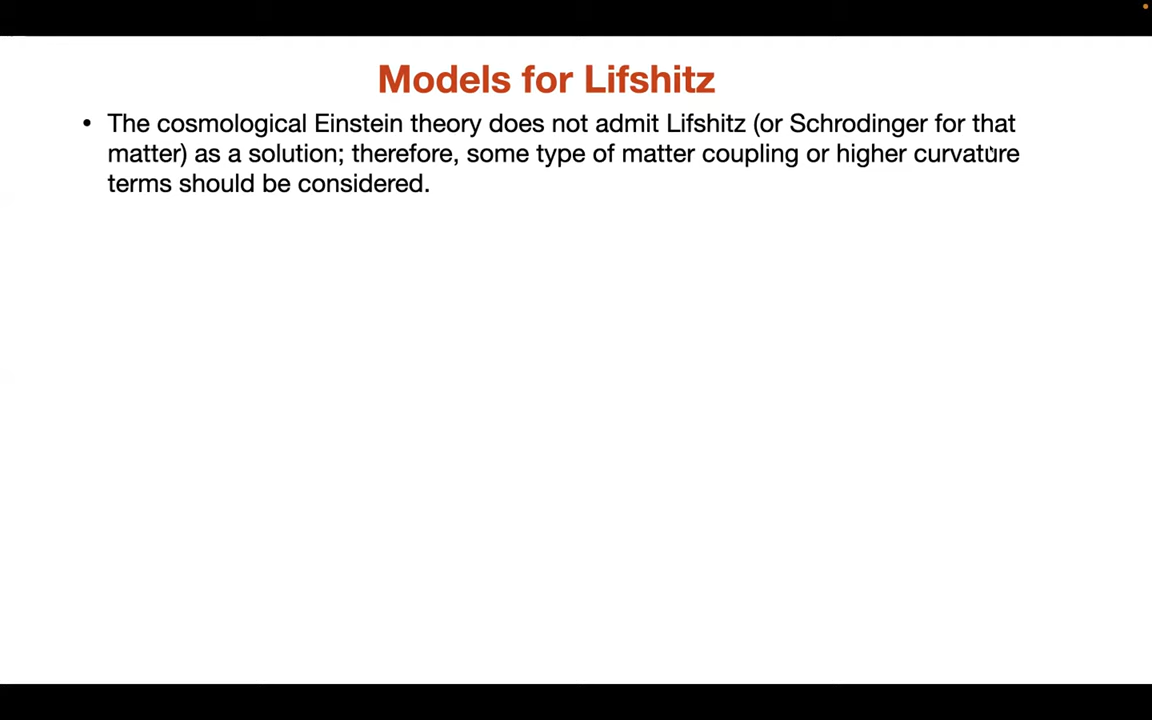 Models for Lifshitz
• The cosmological Einstein theory does not admit Lifshitz (or Schrodinger for that
matter) as a solution; therefore, some type of matter coupling or higher curvature
terms should be considered.